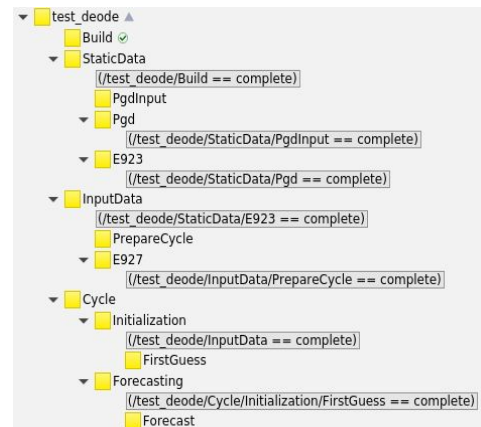 test_deode
Build
StaticData
(/test_deode/Build == complete)
PgdInput
Pgd
(/test_deode/StaticData/PgdInput == complete)
E923
(/test_deode/StaticData/Pgd == complete)
InputData
(/test_deode/StaticData/E923 == complete)
PrepareCycle
E927
(/test_deode/InputData/PrepareCycle == complete)
Cycle
Initialization
(/test_deode/InputData == complete)
FirstGuess
Forecasting
(/test_deode/Cycle/Initialization/FirstGuess == complete)
Forecast